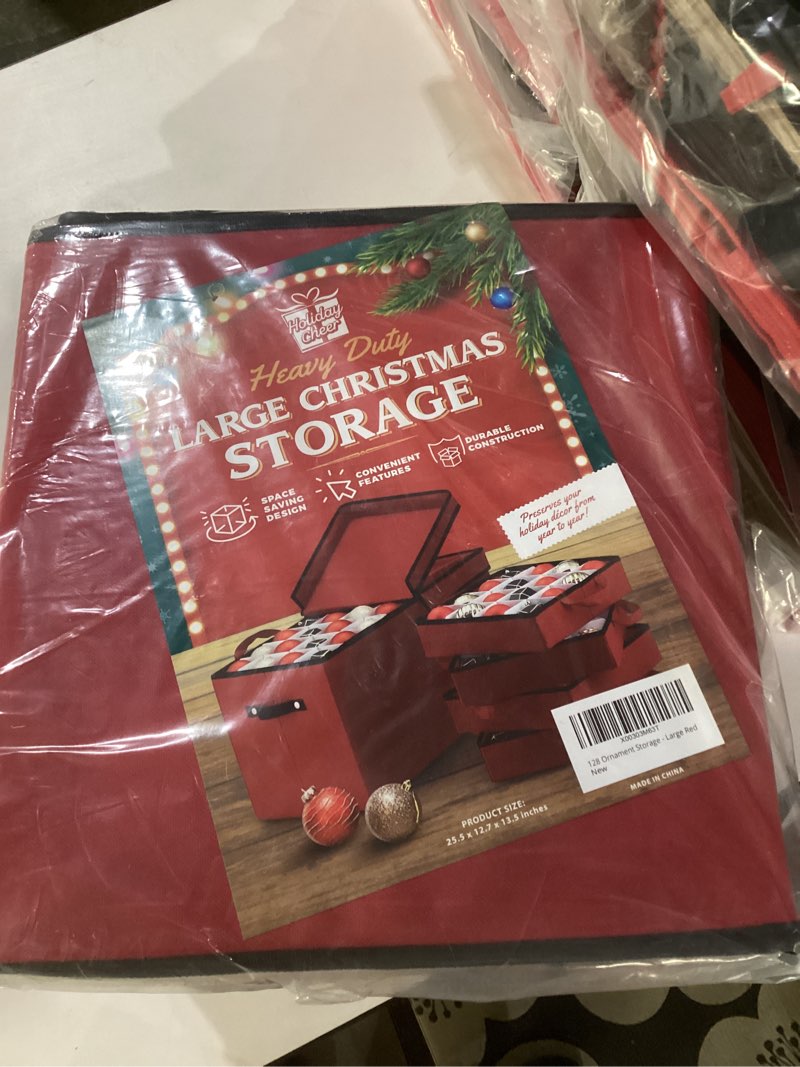 Holiday
Cheer
Heavy Duty
LARGE CHRISTMAS
STORAGE
SPACE
SAVING
DESIGN
CONVENIENT
FEATURES
DURABLE
CONSTRUCTION
Preserves your
holiday décor from
year to year!
X00303M63T
128 Ornament Storage - Large Red
New
MADE IN CHINA
PRODUCT SIZE:
25.5 x 12.7 x 13.5 inches